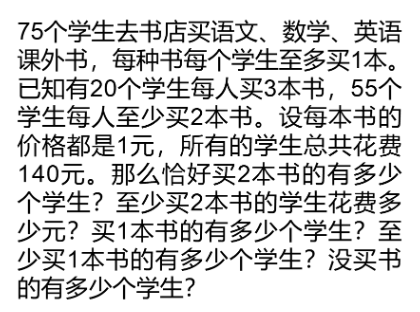 75个学生去书店买语文、数学、英语
课外书，每种书每个学生至多买1本。
已知有20个学生每人买3本书，55个
学生每人至少买2本书。设每本书的
价格都是1元，所有的学生总共花费
140元。那么恰好买2本书的有多少
个学生？至少买2本书的学生花费多
少元？买1本书的有多少个学生？至
少买1本书的有多少个学生？没买书
的有多少个学生？